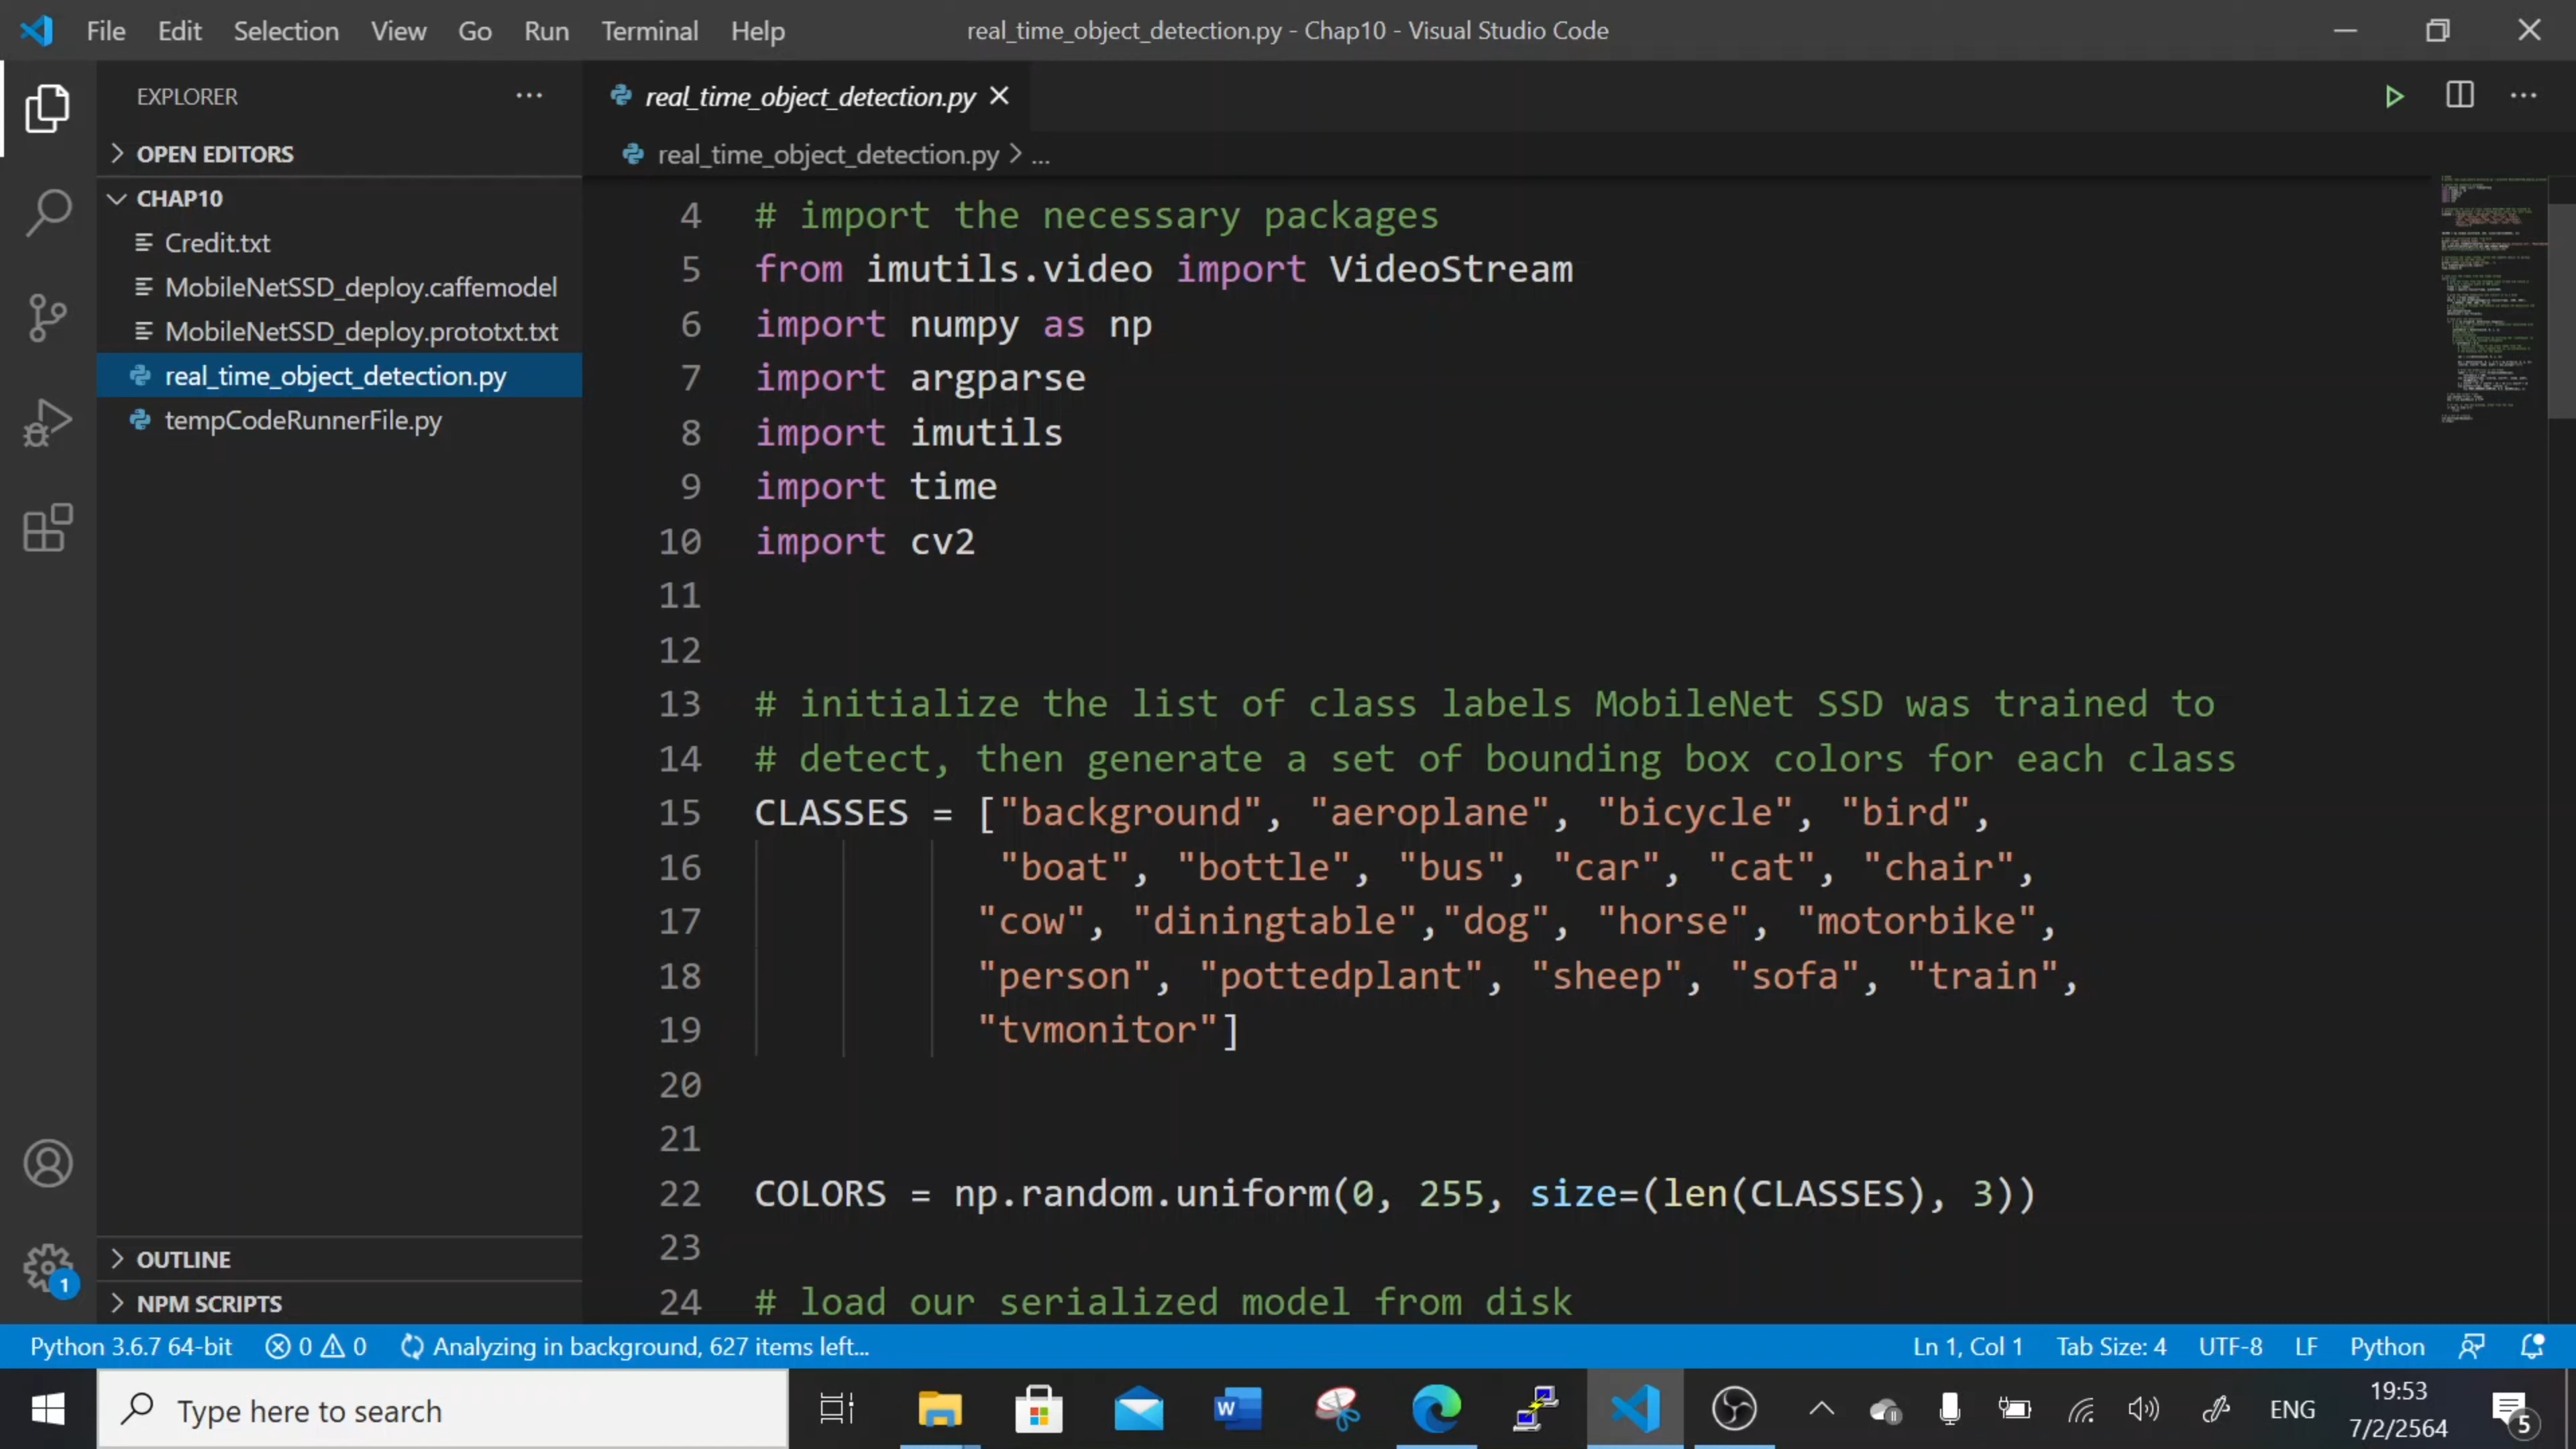 File Edit Selection View Go Run Terminal Help real_time_object_detection.py - Chap10 - Visual Studio Code
EXPLORER
OPEN EDITORS
CHAP10
Credit.txt
MobileNetSSD_deploy.caffemodel
MobileNetSSD_deploy.prototxt.txt
real_time_object_detection.py
tempCodeRunnerFile.py
OUTLINE
NPM SCRIPTS
1
real_time_object_detection.py
real_time_object_detection.py > ...
4 # import the necessary packages
5 from imutils.video import VideoStream
6 import numpy as np
7 import argparse
8 import imutils
9 import time
10 import cv2
11
12
13 # initialize the list of class labels MobileNet SSD was trained to
14 # detect, then generate a set of bounding box colors for each class
15 CLASSES = ["background", "aeroplane", "bicycle", "bird",
16 "boat", "bottle", "bus", "car", "cat", "chair",
17 "cow", "diningtable","dog", "horse", "motorbike",
18 "person", "pottedplant", "sheep", "sofa", "train",
19 "tvmonitor"]
20
21
22 COLORS = np.random.uniform(0, 255, size=(len(CLASSES), 3))
23
24 # load our serialized model from disk
Python 3.6.7 64-bit 0 0 Analyzing in background, 627 items left... Ln 1, Col 1 Tab Size: 4 UTF-8 LF Python
Type here to search
W
ENG
19:53
7/2/2564
5